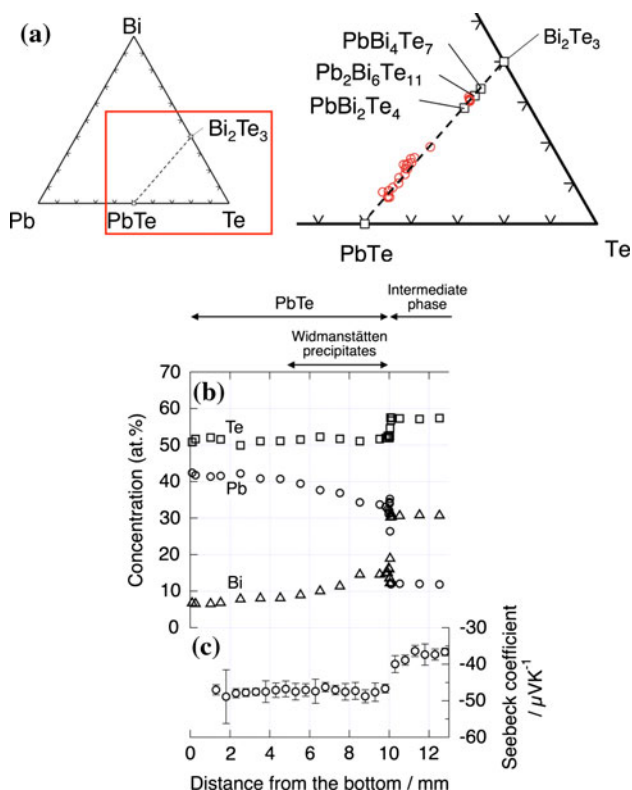 (a)
Bi
Bi₂Te₃
Pb
PbTe
Te
PbBi₄Te₇
Pb₂Bi₆Te₁₁
PbBi₂Te₄
Bi₂Te₃
PbTe
Te
PbTe
Intermediate
phase
Widmanstätten
precipitates
(b)
Concentration (at.%)
70
60
50
40
30
20
10
0
Te
Pb
Bi
(c)
Seebeck coefficient
/ μVK⁻¹
-30
-40
-50
-60
0 2 4 6 8 10 12
Distance from the bottom / mm